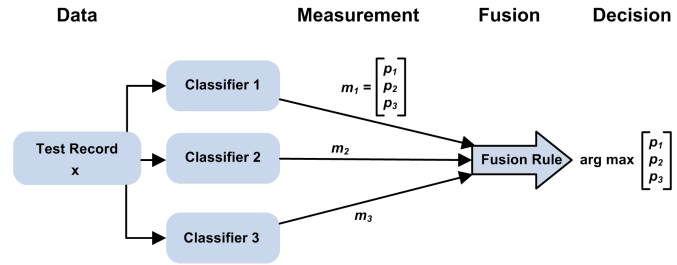 Data Measurement Fusion Decision
Classifier 1
m1 = [p1 p2 p3]
Test Record
x
Classifier 2
m2
Fusion Rule
arg max [p1 p2 p3]
Classifier 3
m3